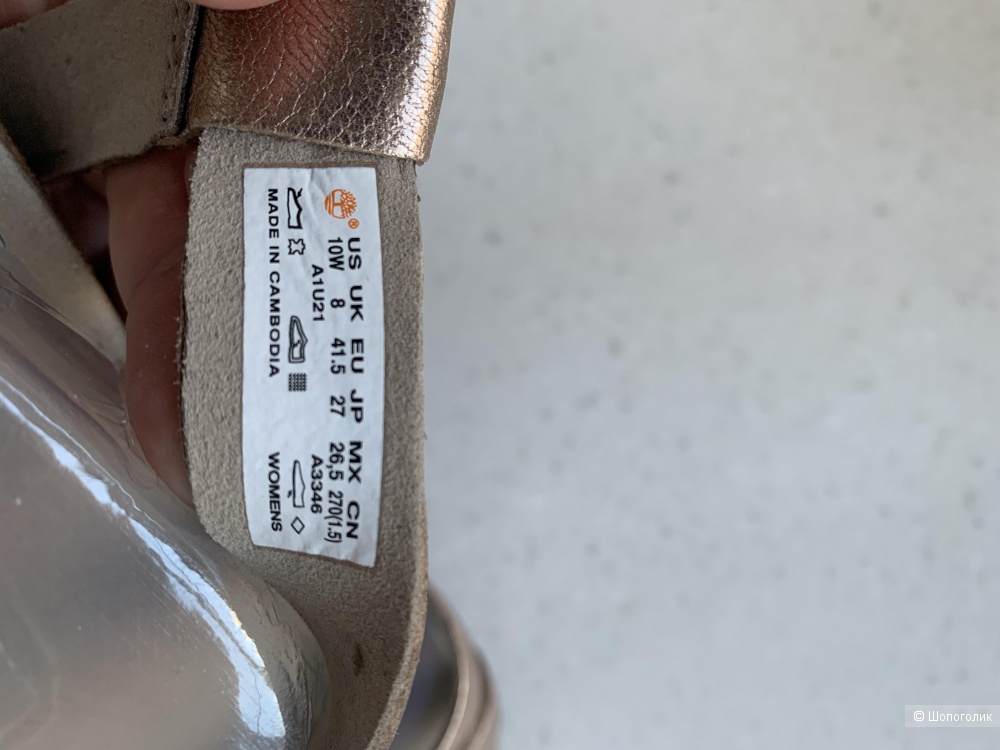 US UK EU JP MX CN
10W 8 41.5 27 26,5 270(1.5)
A1U21 A3346
MADE IN CAMBODIA WOMENS
© Шопоголик